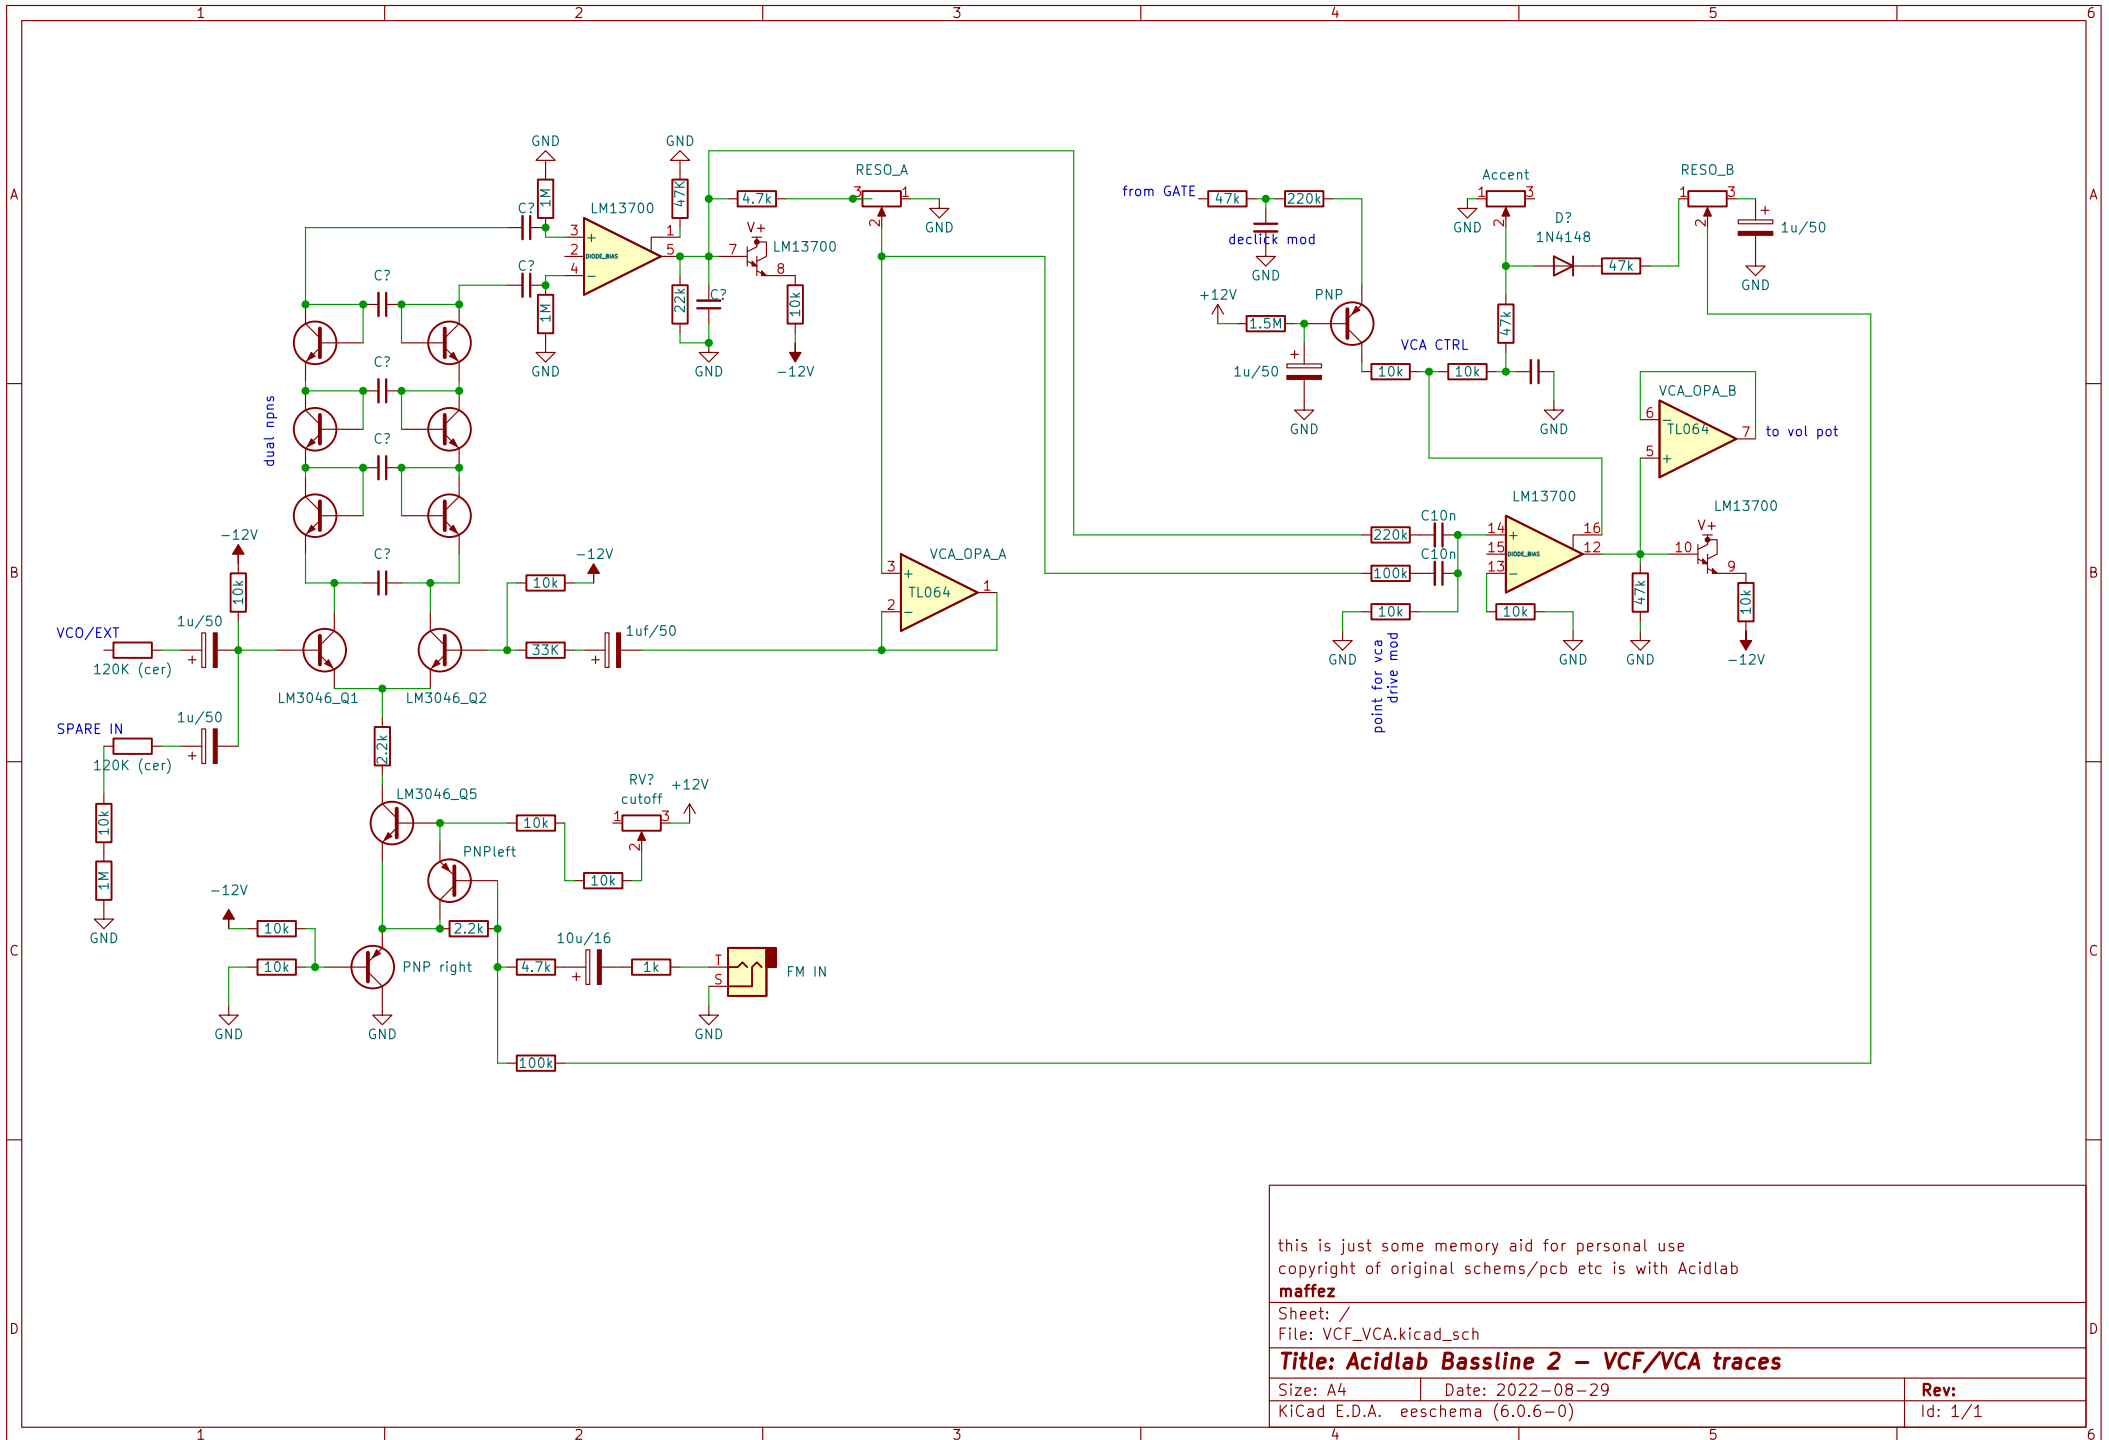 1 2 3 4 5 6
A
A
GND
GND
1M
C?
LM13700
47K
3
2
4
+
DIODE_BIAS
−
1
5
4.7k
RESO_A
3
1
2
GND
V+
LM13700
7
8
22k
C?
10k
GND
−12V
C?
1M
GND
C?
C?
C?
C?
dual npns
from GATE
47k
220k
declick mod
GND
Accent
1
3
2
GND
D?
1N4148
47k
RESO_B
1
3
2
+
1u/50
GND
+12V
1.5M
PNP
+
1u/50
GND
VCA CTRL
10k
10k
47k
GND
VCA_OPA_B
6
−
TL064
5
+
7
to vol pot
B
B
−12V
10k
VCO/EXT
1u/50
+
120K (cer)
−12V
10k
33K
1uf/50
+
LM3046_Q1
LM3046_Q2
VCA_OPA_A
3
+
TL064
2
−
1
220k
C10n
100k
C10n
10k
GND
point for vca
drive mod
LM13700
14
15
13
+
DIODE_BIAS
−
16
12
10k
GND
47k
GND
LM13700
V+
10
9
10k
−12V
SPARE IN
1u/50
+
120K (cer)
2.2k
10k
1M
GND
LM3046_Q5
RV?
cutoff
+12V
1
3
2
10k
10k
PNPleft
C
C
−12V
10k
10k
GND
PNP right
GND
2.2k
4.7k
10u/16
+
1k
T
S
FM IN
GND
100k
D
D
this is just some memory aid for personal use
copyright of original schems/pcb etc is with Acidlab
maffez
Sheet: /
File: VCF_VCA.kicad_sch
Title: Acidlab Bassline 2 − VCF/VCA traces
Size: A4 Date: 2022−08−29 Rev:
KiCad E.D.A. eeschema (6.0.6−0) Id: 1/1
1 2 3 4 5 6